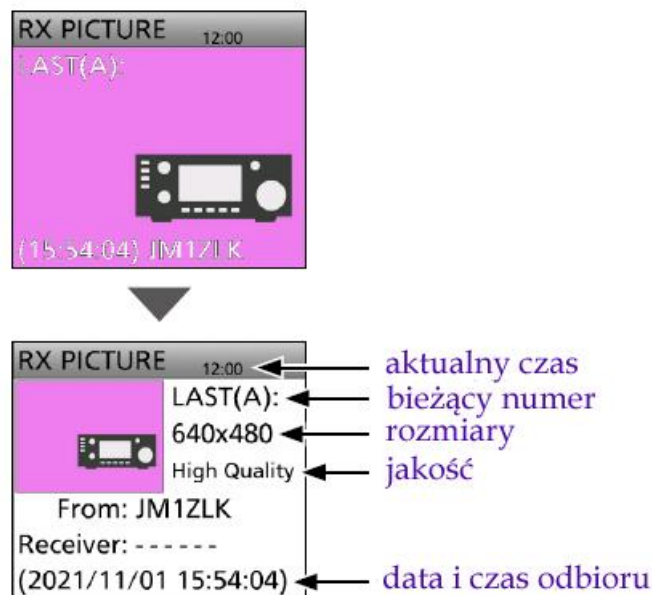 RX PICTURE 12:00
LAST(A):
(15:54:04) JM1ZLK
RX PICTURE 12:00 aktualny czas
LAST(A): bieżący numer
640x480 rozmiary
High Quality jakość
From: JM1ZLK
Receiver: - - - - - -
(2021/11/01 15:54:04) data i czas odbioru